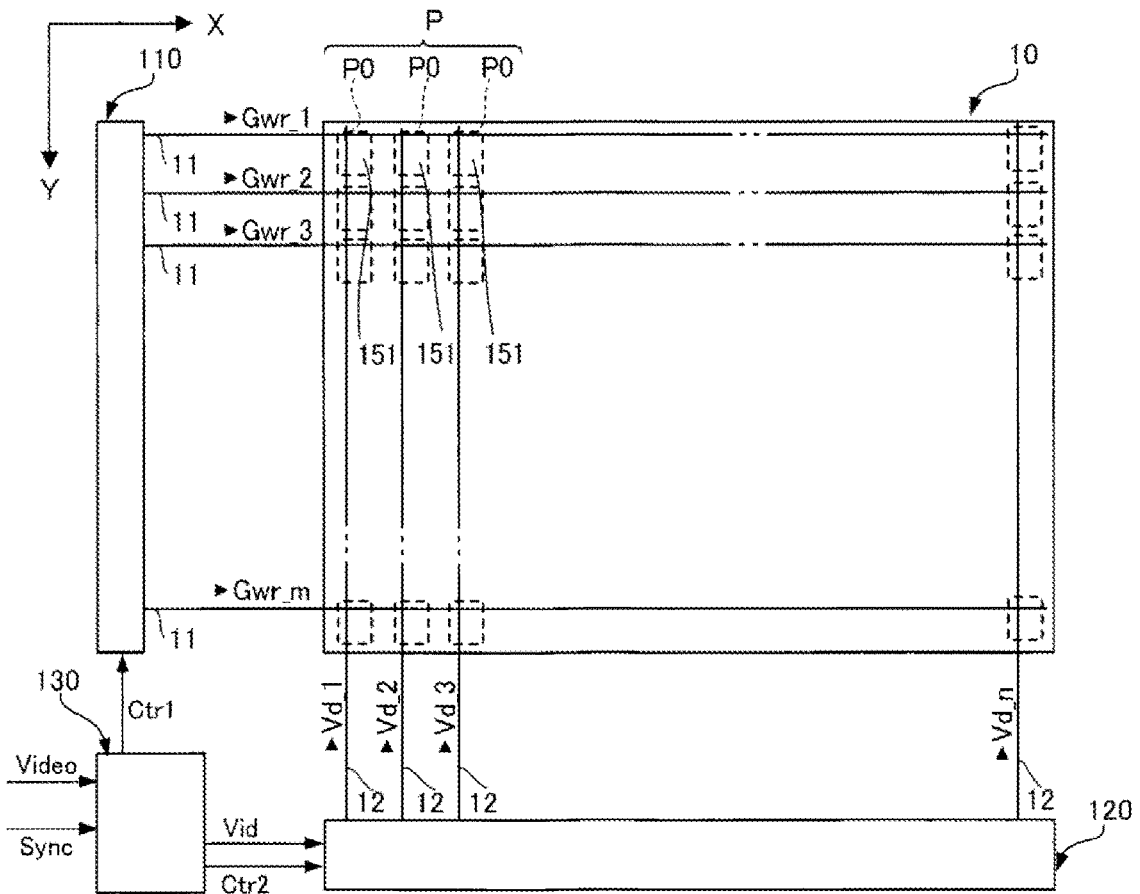 X
P
110
P0 P0 P0
10
Gwr_1
11
Y
Gwr_2
11
Gwr_3
11
151 151 151
Gwr_m
11
130
Ctr1
Vd_1 Vd_2 Vd_3 Vd_n
Video
12 12 12 12
120
Sync
Vid
Ctr2